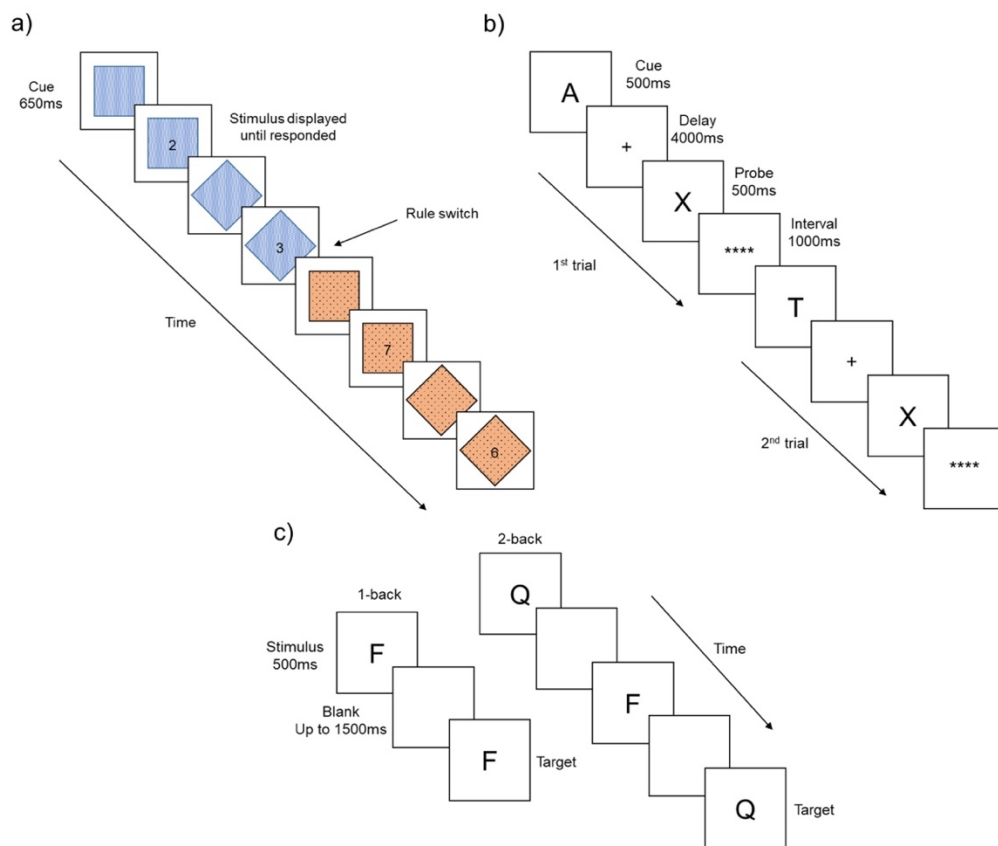 a)
Cue
650ms
2
Stimulus displayed
until responded
3
Rule switch
7
6
Time
b)
A
Cue
500ms
+
Delay
4000ms
X
Probe
500ms
****
Interval
1000ms
1st trial
T
+
X
****
2nd trial
c)
1-back
Stimulus
500ms
F
Blank
Up to 1500ms
F
Target
2-back
Q
F
Q
Target
Time